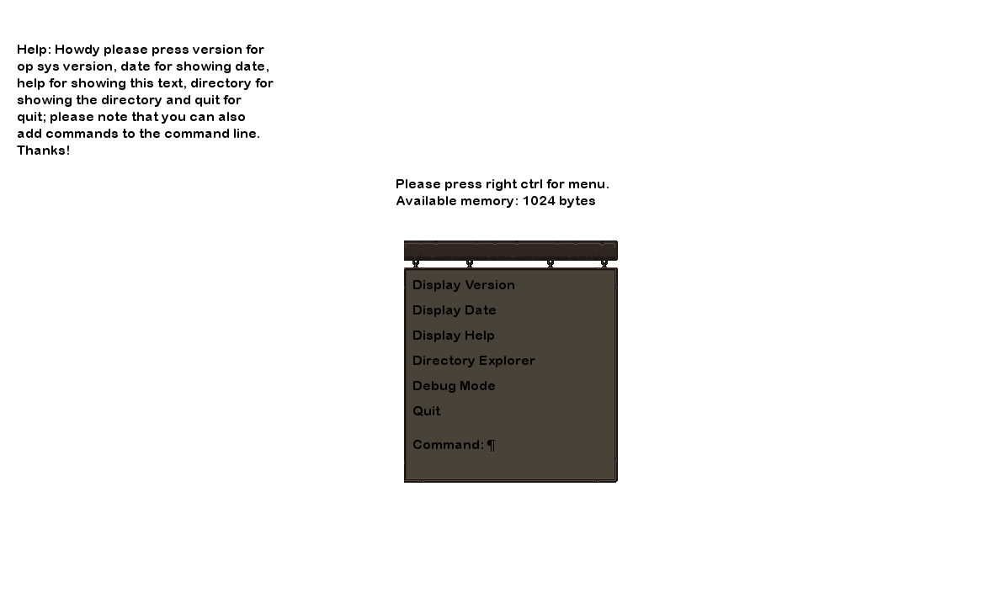 Help: Howdy please press version for
op sys version, date for showing date,
help for showing this text, directory for
showing the directory and quit for
quit; please note that you can also
add commands to the command line.
Thanks!
Please press right ctrl for menu.
Available memory: 1024 bytes
Display Version
Display Date
Display Help
Directory Explorer
Debug Mode
Quit
Command: ¶